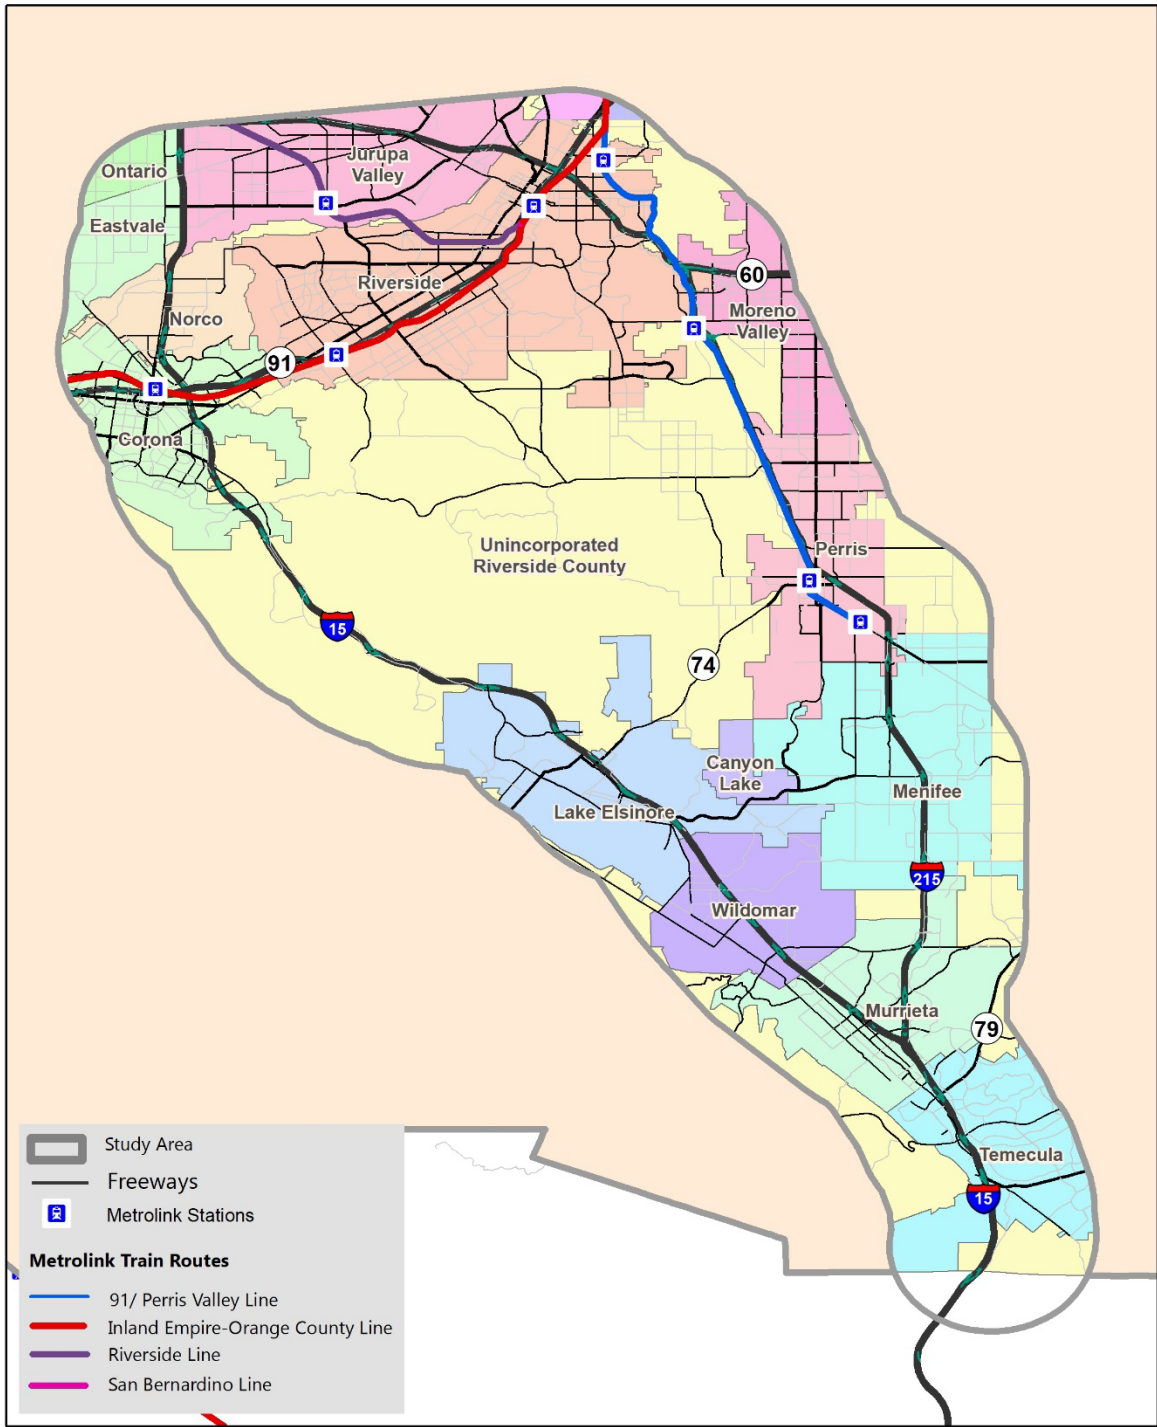 Ontario
Jurupa
Valley
Eastvale
Riverside
60
Norco
Moreno
Valley
91
Corona
Unincorporated
Riverside County
Perris
15
74
Canyon
Lake
Menifee
Lake Elsinore
215
Wildomar
Murrieta
79
Temecula
15
Study Area
Freeways
Metrolink Stations
Metrolink Train Routes
91/ Perris Valley Line
Inland Empire-Orange County Line
Riverside Line
San Bernardino Line